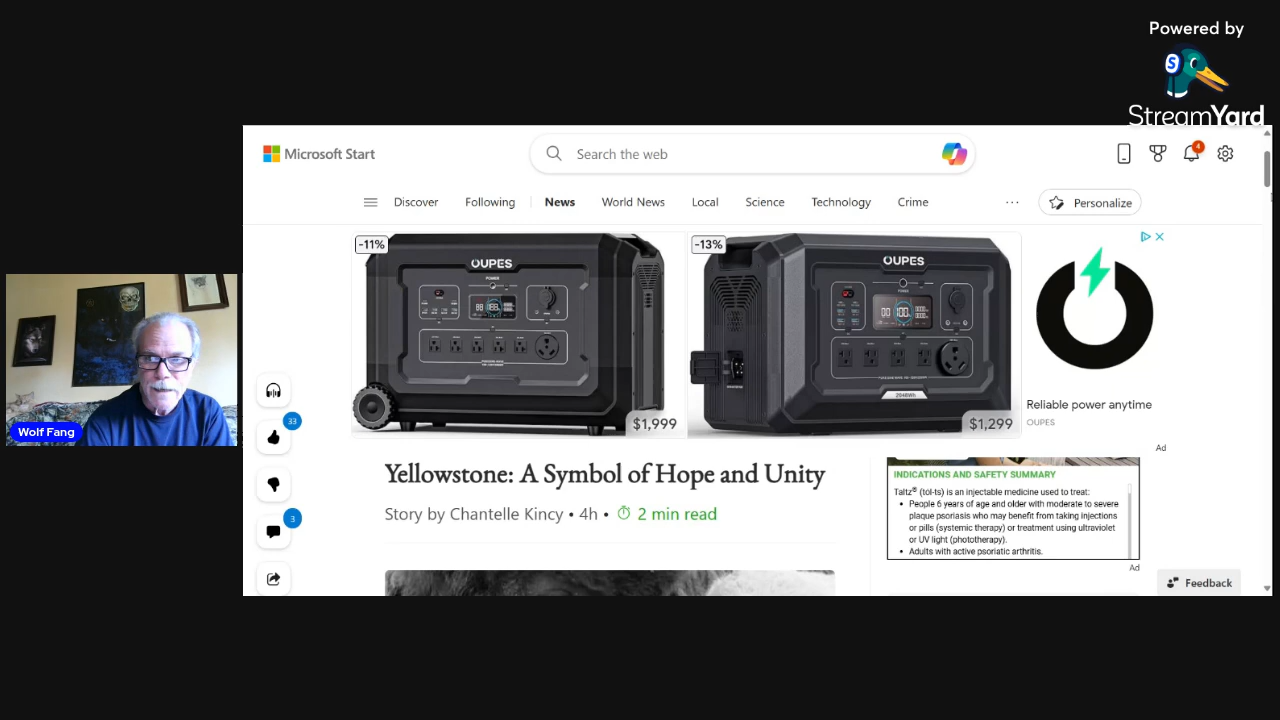 Powered by
StreamYard
Microsoft Start
Search the web
4
Discover
Following
News
World News
Local
Science
Technology
Crime
...
Personalize
-11%
OUPES
POWER
$1,999
-13%
OUPES
POWER
2048Wh
$1,299
Reliable power anytime
OUPES
Ad
Wolf Fang
33
3
Yellowstone: A Symbol of Hope and Unity
Story by Chantelle Kincy • 4h • 2 min read
INDICATIONS AND SAFETY SUMMARY
Taltz® (tol-ts) is an injectable medicine used to treat:
• People 6 years of age and older with moderate to severe
plaque psoriasis who may benefit from taking injections
or pills (systemic therapy) or treatment using ultraviolet
or UV light (phototherapy).
• Adults with active psoriatic arthritis.
Ad
Feedback